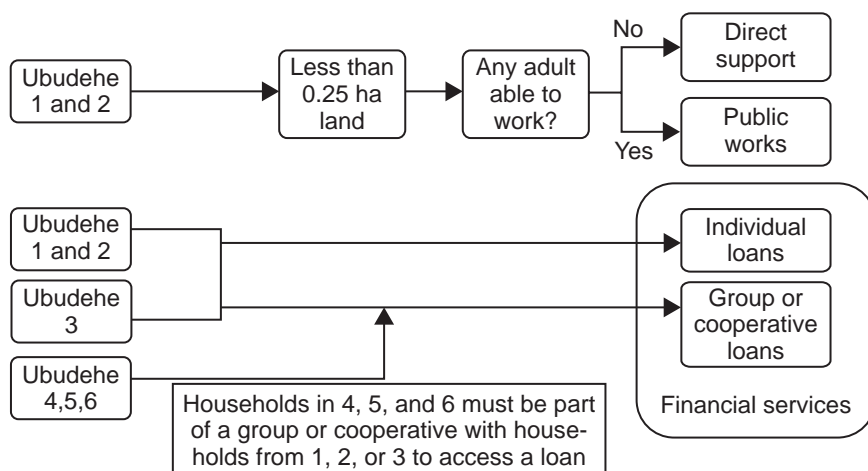 Ubudehe
1 and 2
Less than
0.25 ha
land
Any adult
able to
work?
No
Yes
Direct
support
Public
works
Ubudehe
1 and 2
Ubudehe
3
Ubudehe
4,5,6
Individual
loans
Group or
cooperative
loans
Financial services
Households in 4, 5, and 6 must be part
of a group or cooperative with house-
holds from 1, 2, or 3 to access a loan